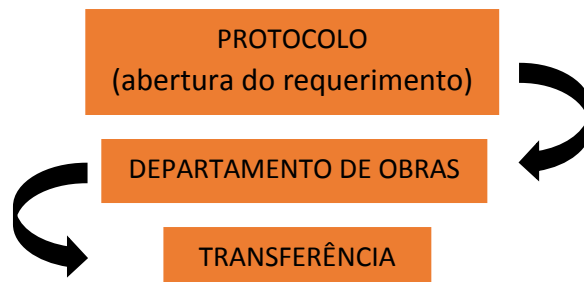 PROTOCOLO
(abertura do requerimento)
DEPARTAMENTO DE OBRAS
TRANSFERÊNCIA